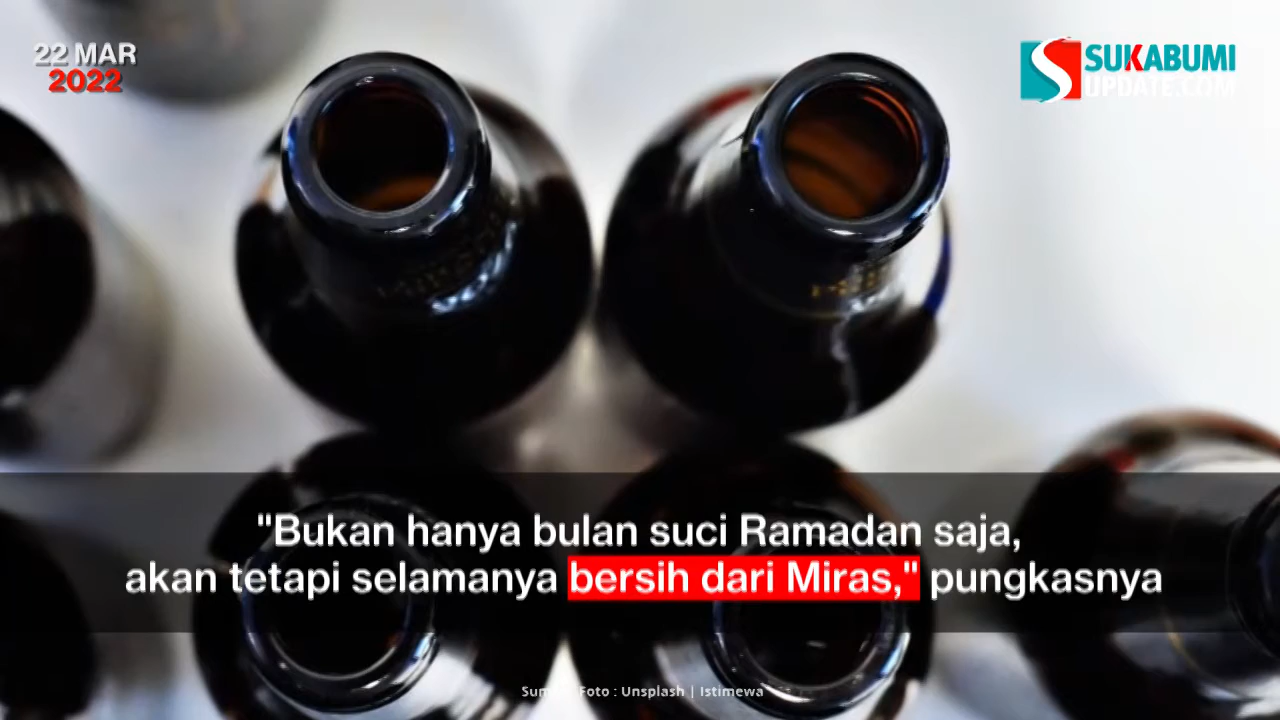 22 MAR
2022
SUKABUMI
UPDATE.COM
"Bukan hanya bulan suci Ramadan saja,
akan tetapi selamanya bersih dari Miras," pungkasnya
Foto : Unsplash | Istimewa